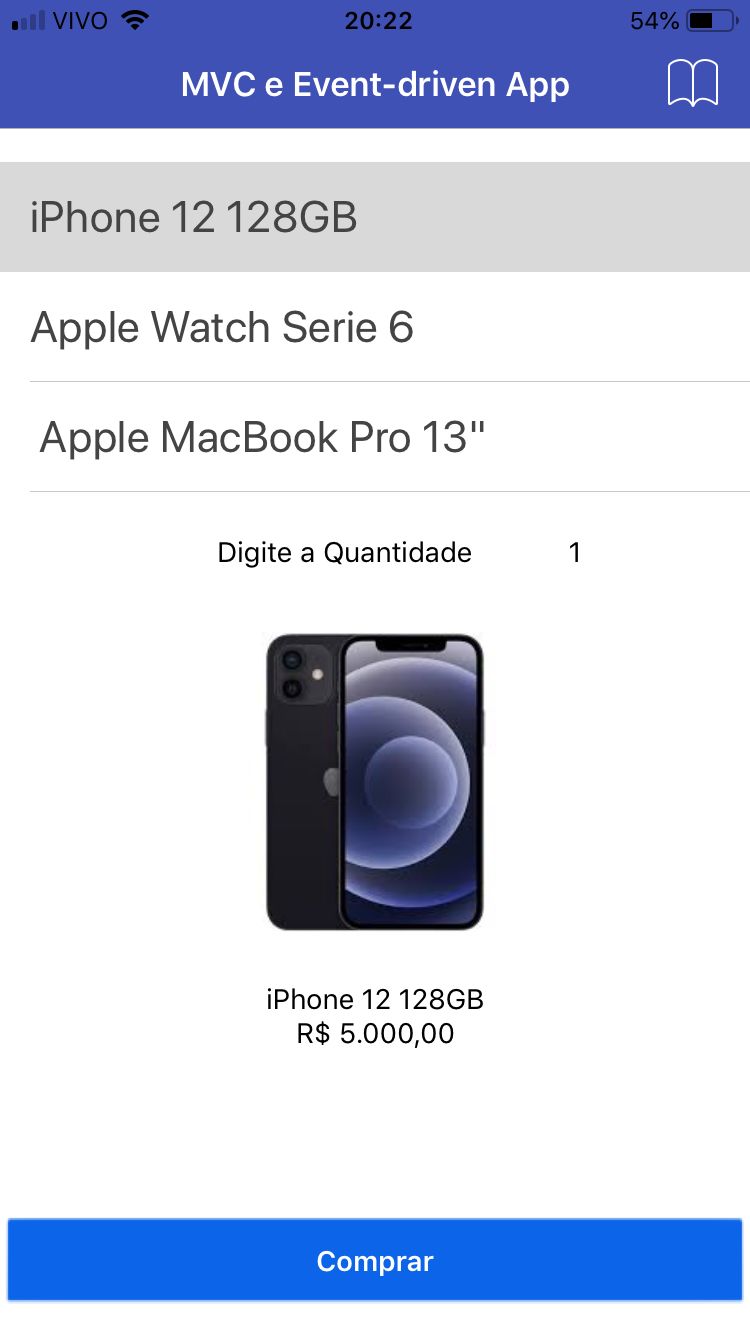 VIVO 20:22 54%
MVC e Event-driven App
iPhone 12 128GB
Apple Watch Serie 6
Apple MacBook Pro 13"
Digite a Quantidade 1
iPhone 12 128GB
R$ 5.000,00
Comprar